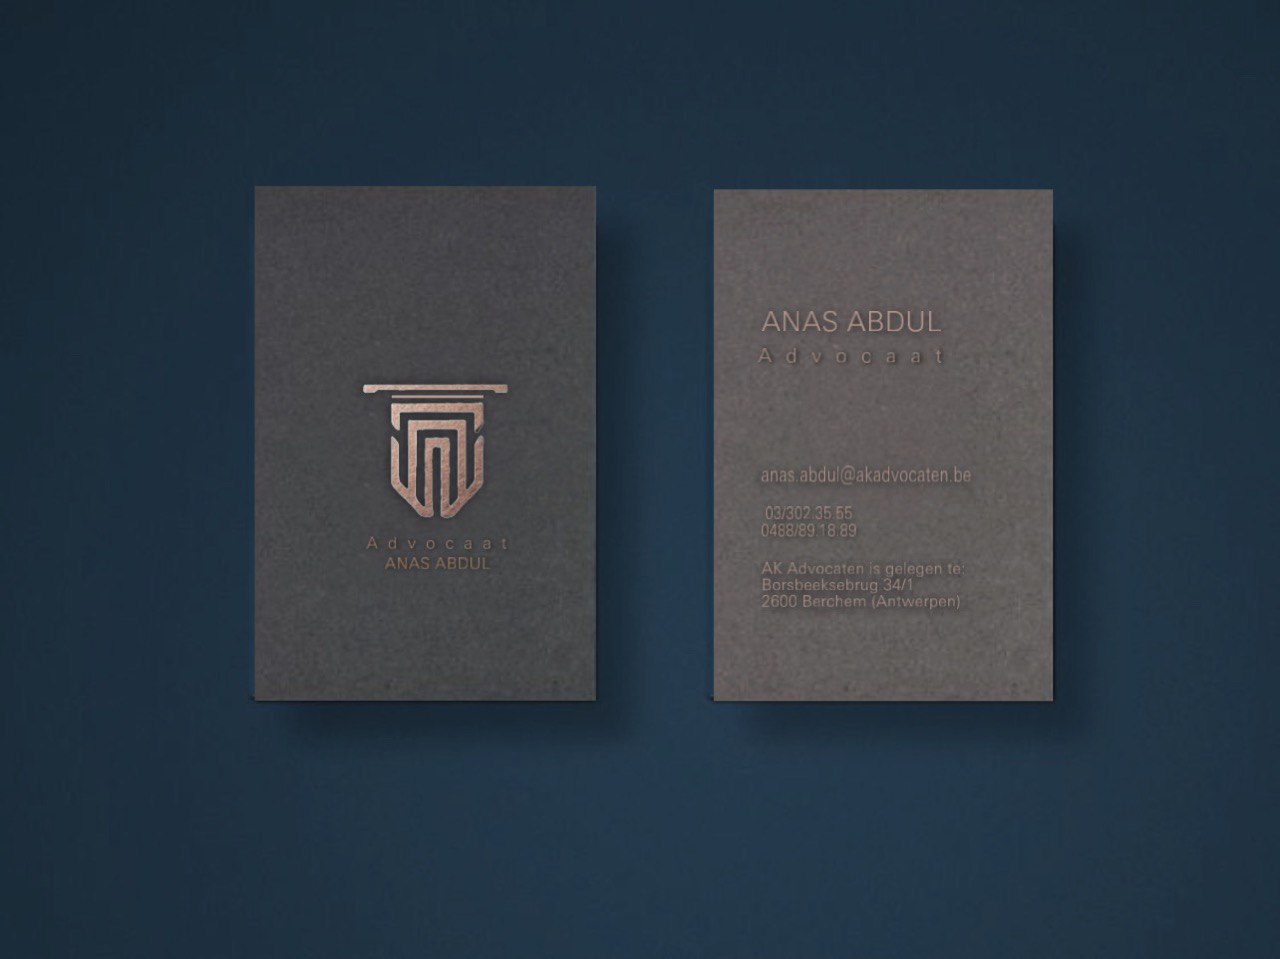 Advocaat
ANAS ABDUL
ANAS ABDUL
Advocaat
anas.abdul@akadvocaten.be
03/302.35.55
0488/89.18.89
AK Advocaten is gelegen te:
Borsbeeksebrug 34/1
2600 Berchem (Antwerpen)